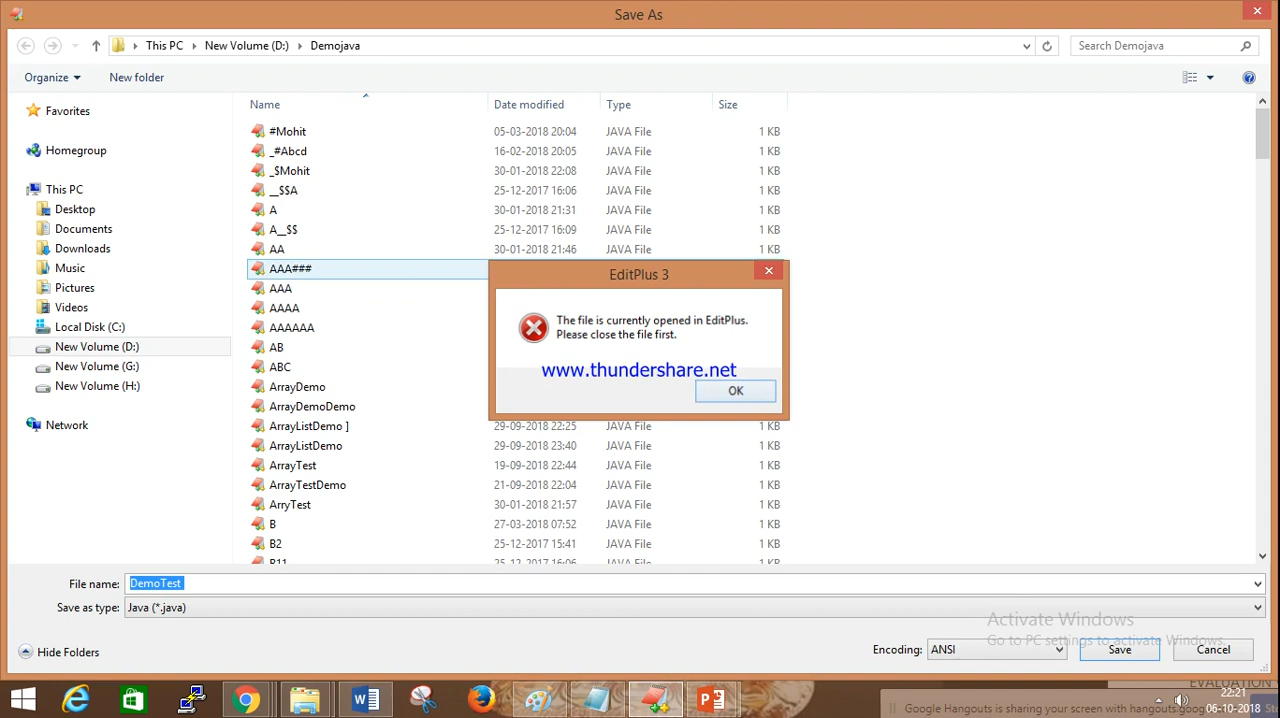 Save As
This PC New Volume (D:) Demojava
Search Demojava
Organize New folder
Name Date modified Type Size
Favorites
Homegroup
This PC
Desktop
Documents
Downloads
Music
Pictures
Videos
Local Disk (C:)
New Volume (D:)
New Volume (G:)
New Volume (H:)
Network
#Mohit 05-03-2018 20:04 JAVA File 1 KB
_#Abcd 16-02-2018 20:05 JAVA File 1 KB
_$Mohit 30-01-2018 22:08 JAVA File 1 KB
__$$A 25-12-2017 16:06 JAVA File 1 KB
A 30-01-2018 21:31 JAVA File 1 KB
A__$$ 25-12-2017 16:09 JAVA File 1 KB
AA 30-01-2018 21:46 JAVA File 1 KB
AAA###
AAA
AAAA
AAAAAA
AB
ABC
ArrayDemo
ArrayDemoDemo
ArrayListDemo ] 29-09-2018 22:25 JAVA File 1 KB
ArrayListDemo 29-09-2018 23:40 JAVA File 1 KB
ArrayTest 19-09-2018 22:44 JAVA File 1 KB
ArrayTestDemo 21-09-2018 22:04 JAVA File 1 KB
ArryTest 30-01-2018 21:57 JAVA File 1 KB
B 27-03-2018 07:52 JAVA File 1 KB
B2 25-12-2017 15:41 JAVA File 1 KB
B11 25-12-2017 16:06 JAVA File 1 KB
EditPlus 3
The file is currently opened in EditPlus.
Please close the file first.
www.thundershare.net
OK
File name: DemoTest
Save as type: Java (*.java)
Activate Windows
Go to PC settings to activate Windows.
Hide Folders
Encoding: ANSI Save Cancel
EVALUATION
22:21
Google Hangouts is sharing your screen with hangouts.goog
06-10-2018